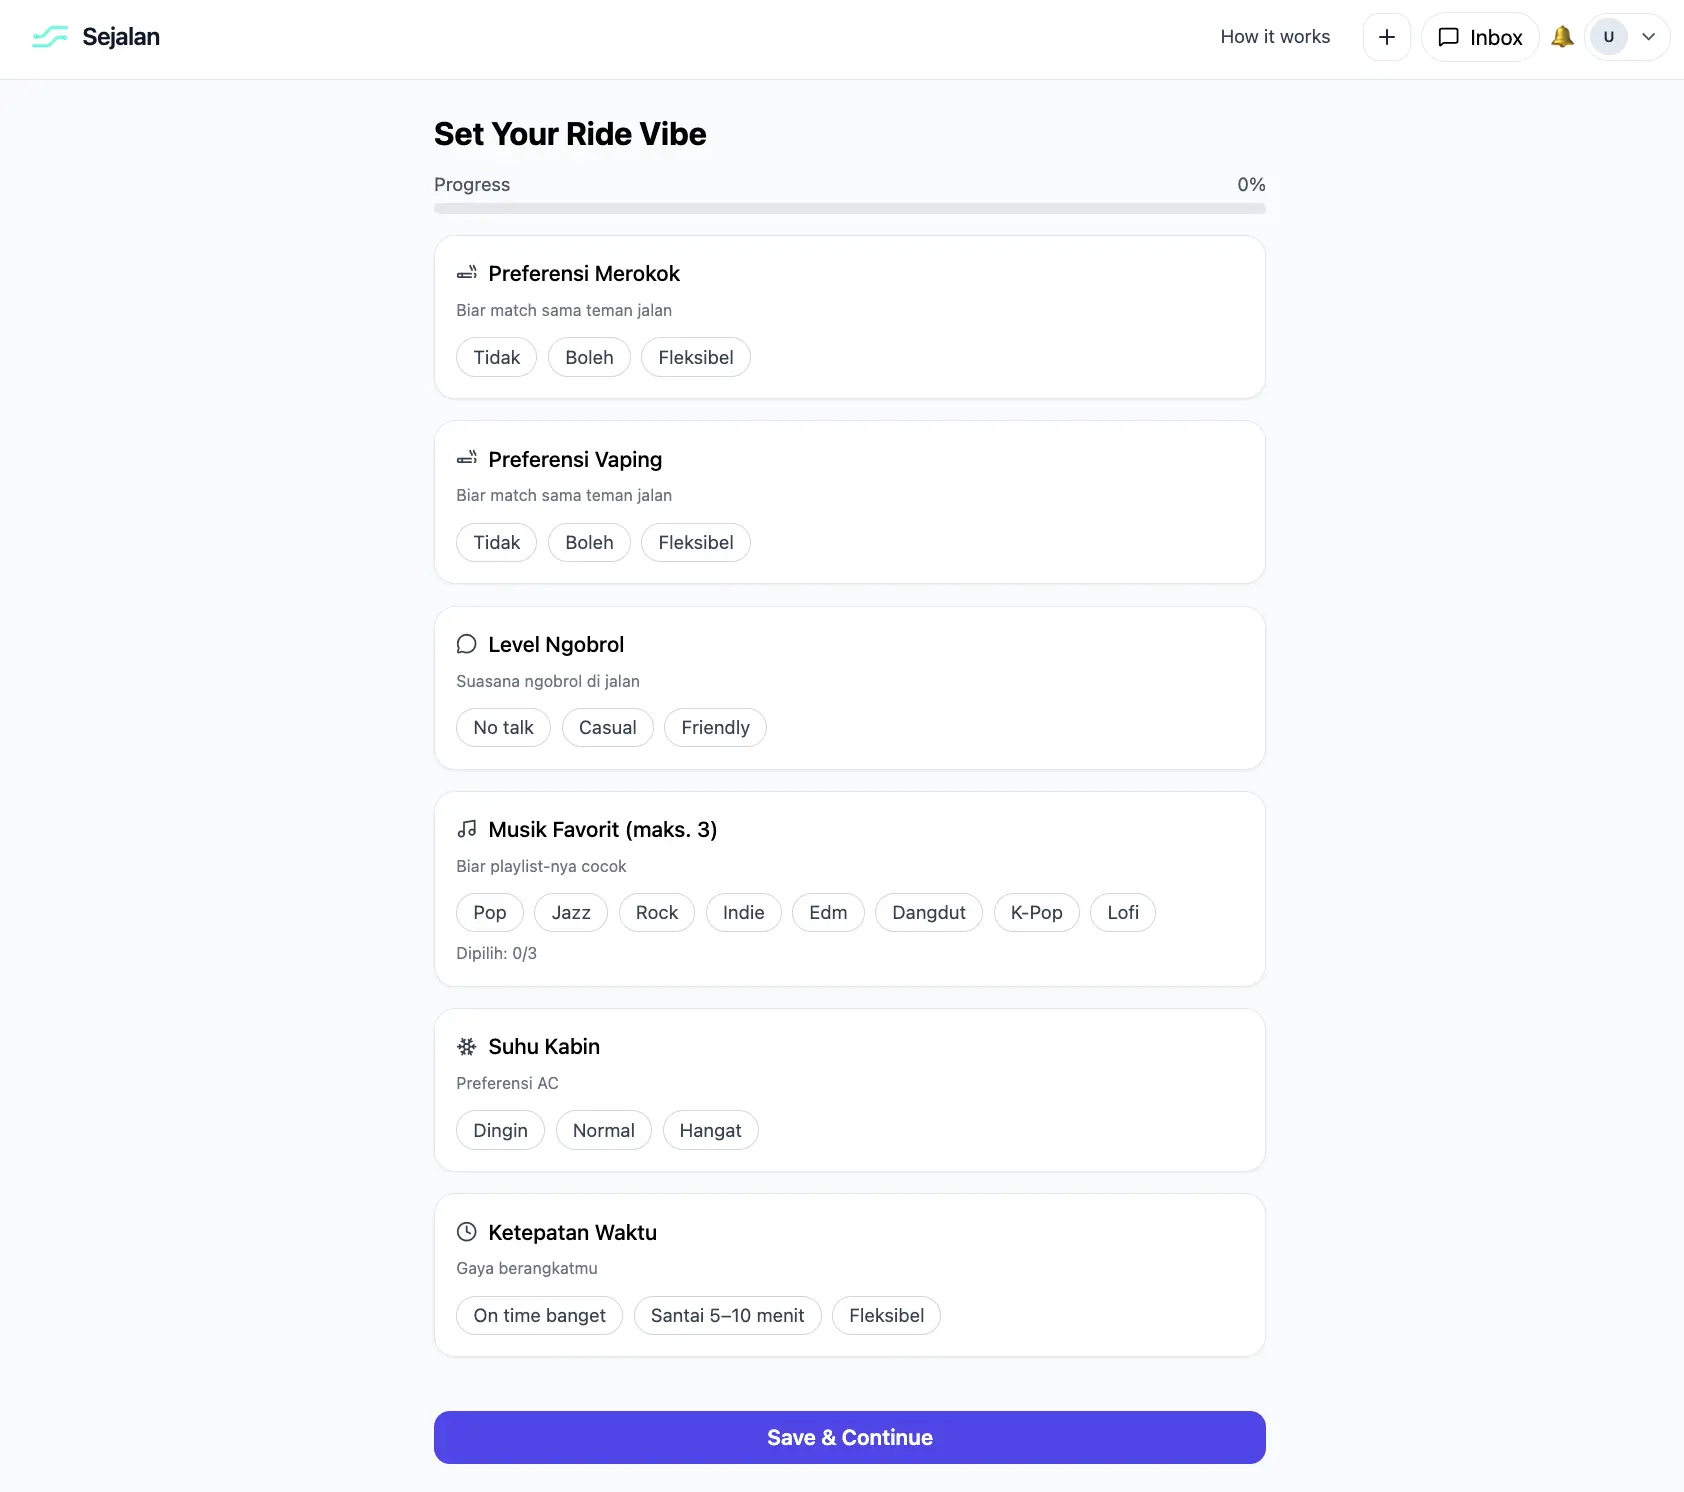 Sejalan
How it works
Inbox
U
Set Your Ride Vibe
Progress 0%
Preferensi Merokok
Biar match sama teman jalan
Tidak Boleh Fleksibel
Preferensi Vaping
Biar match sama teman jalan
Tidak Boleh Fleksibel
Level Ngobrol
Suasana ngobrol di jalan
No talk Casual Friendly
Musik Favorit (maks. 3)
Biar playlist-nya cocok
Pop Jazz Rock Indie Edm Dangdut K-Pop Lofi
Dipilih: 0/3
Suhu Kabin
Preferensi AC
Dingin Normal Hangat
Ketepatan Waktu
Gaya berangkatmu
On time banget Santai 5–10 menit Fleksibel
Save & Continue